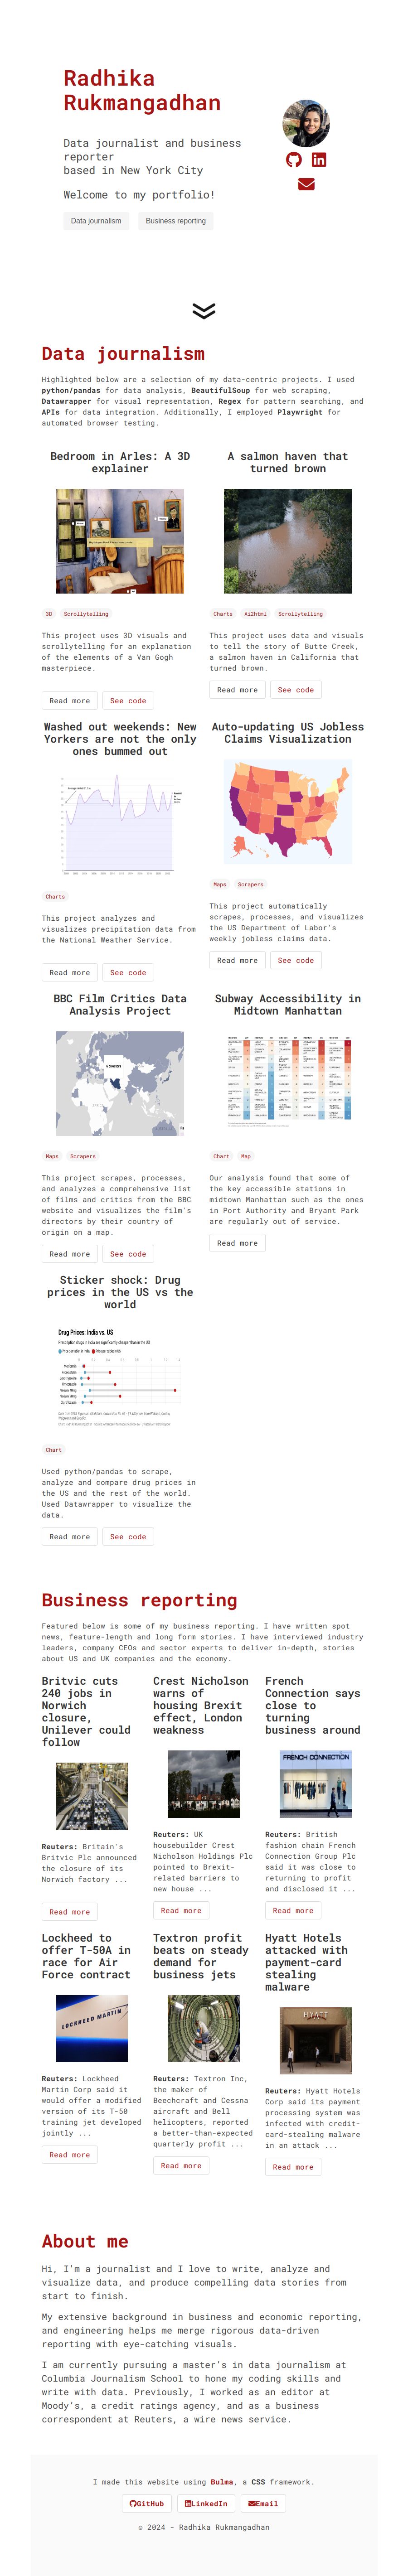 Radhika
Rukmangadhan
Data journalist and business
reporter
based in New York City
Welcome to my portfolio!
Data journalism
Business reporting
Data journalism
Highlighted below are a selection of my data-centric projects. I used
python/pandas for data analysis, BeautifulSoup for web scraping,
Datawrapper for visual representation, Regex for pattern searching, and
APIs for data integration. Additionally, I employed Playwright for
automated browser testing.
Bedroom in Arles: A 3D
explainer
3D Scrollytelling
This project uses 3D visuals and
scrollytelling for an explanation
of the elements of a Van Gogh
masterpiece.
Read more See code
A salmon haven that
turned brown
Charts Ai2html Scrollytelling
This project uses data and visuals
to tell the story of Butte Creek,
a salmon haven in California that
turned brown.
Read more See code
Washed out weekends: New
Yorkers are not the only
ones bummed out
Charts
This project analyzes and
visualizes precipitation data from
the National Weather Service.
Read more See code
Auto-updating US Jobless
Claims Visualization
Maps Scrapers
This project automatically
scrapes, processes, and visualizes
the US Department of Labor's
weekly jobless claims data.
Read more See code
BBC Film Critics Data
Analysis Project
Maps Scrapers
This project scrapes, processes,
and analyzes a comprehensive list
of films and critics from the BBC
website and visualizes the film's
directors by their country of
origin on a map.
Read more See code
Subway Accessibility in
Midtown Manhattan
Chart Map
Our analysis found that some of
the key accessible stations in
midtown Manhattan such as the ones
in Port Authority and Bryant Park
are regularly out of service.
Read more
Sticker shock: Drug
prices in the US vs the
world
Drug Prices: India vs. US
Prescription drugs in India are significantly cheaper than in the US
Chart
Used python/pandas to scrape,
analyze and compare drug prices in
the US and the rest of the world.
Used Datawrapper to visualize the
data.
Read more See code
Business reporting
Featured below is some of my business reporting. I have written spot
news, feature-length and long form stories. I have interviewed industry
leaders, company CEOs and sector experts to deliver in-depth, stories
about US and UK companies and the economy.
Britvic cuts
240 jobs in
Norwich
closure,
Unilever could
follow
Reuters: Britain's
Britvic Plc announced
the closure of its
Norwich factory ...
Read more
Crest Nicholson
warns of
housing Brexit
effect, London
weakness
Reuters: UK
housebuilder Crest
Nicholson Holdings Plc
pointed to Brexit-
related barriers to
new house ...
Read more
French
Connection says
close to
turning
business around
FRENCH CONNECTION
Reuters: British
fashion chain French
Connection Group Plc
said it was close to
returning to profit
and disclosed it ...
Read more
Lockheed to
offer T-50A in
race for Air
Force contract
LOCKHEED MARTIN
Reuters: Lockheed
Martin Corp said it
would offer a modified
version of its T-50
training jet developed
jointly ...
Read more
Textron profit
beats on steady
demand for
business jets
Reuters: Textron Inc,
the maker of
Beechcraft and Cessna
aircraft and Bell
helicopters, reported
a better-than-expected
quarterly profit ...
Read more
Hyatt Hotels
attacked with
payment-card
stealing
malware
HYATT
Reuters: Hyatt Hotels
Corp said its payment
processing system was
infected with credit-
card-stealing malware
in an attack ...
Read more
About me
Hi, I'm a journalist and I love to write, analyze and
visualize data, and produce compelling data stories from
start to finish.
My extensive background in business and economic reporting,
and engineering helps me merge rigorous data-driven
reporting with eye-catching visuals.
I am currently pursuing a master's in data journalism at
Columbia Journalism School to hone my coding skills and
write with data. Previously, I worked as an editor at
Moody's, a credit ratings agency, and as a business
correspondent at Reuters, a wire news service.
I made this website using Bulma, a CSS framework.
GitHub LinkedIn Email
© 2024 - Radhika Rukmangadhan